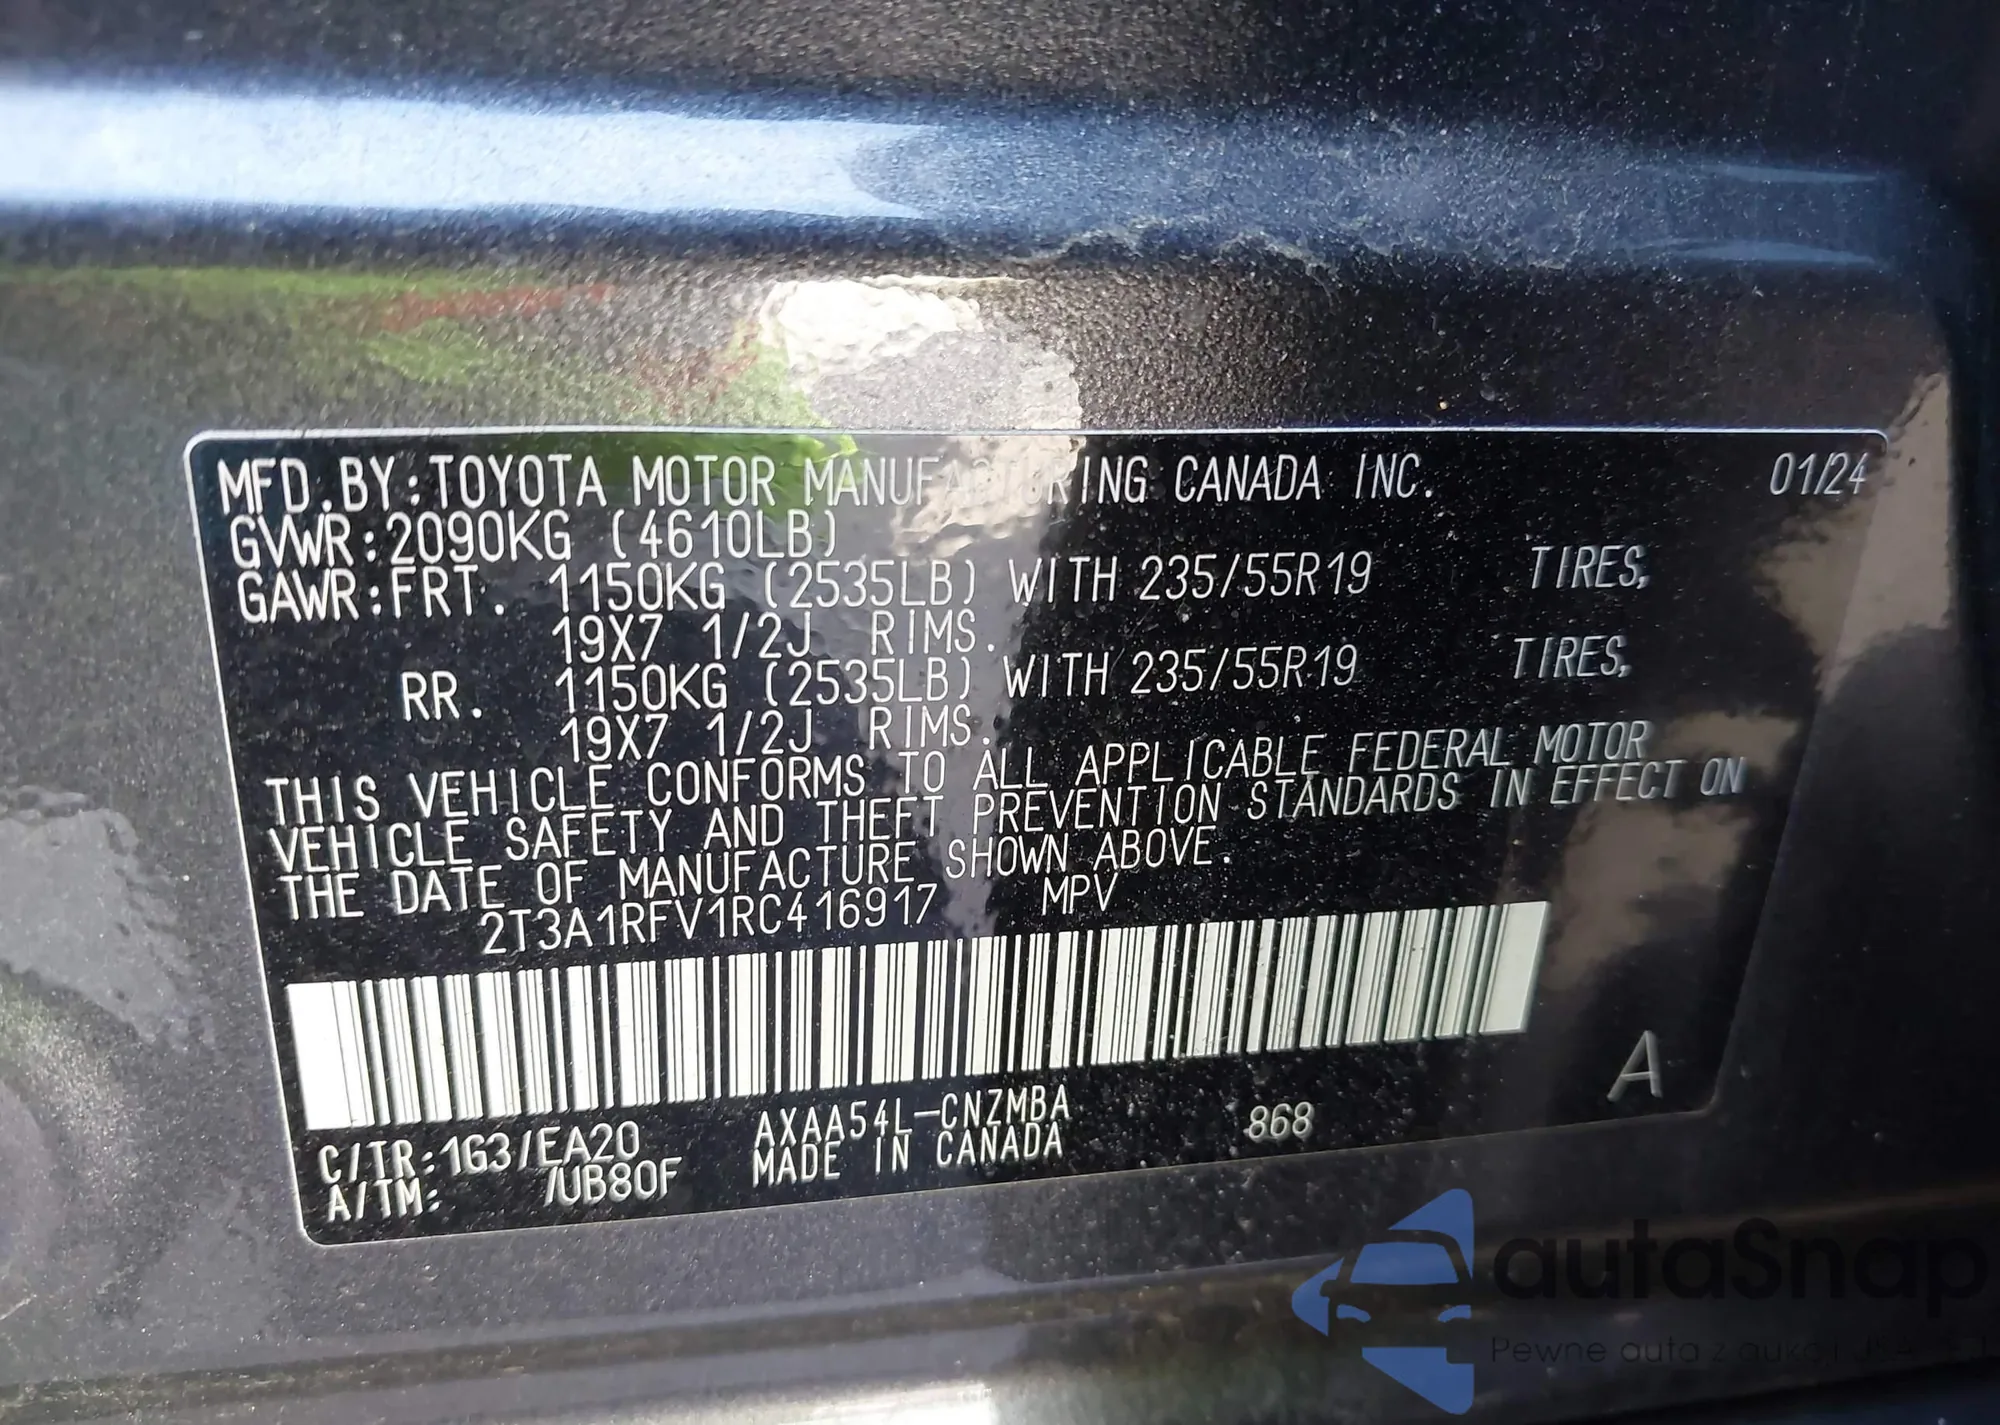 MFD.BY:TOYOTA MOTOR MANUFACTURING CANADA INC. 01/24
GVWR:2090KG (4610LB)
GAWR:FRT. 1150KG (2535LB) WITH 235/55R19 TIRES,
19X7 1/2J RIMS.
RR. 1150KG (2535LB) WITH 235/55R19 TIRES,
19X7 1/2J RIMS.
THIS VEHICLE CONFORMS TO ALL APPLICABLE FEDERAL MOTOR
VEHICLE SAFETY AND THEFT PREVENTION STANDARDS IN EFFECT ON
THE DATE OF MANUFACTURE SHOWN ABOVE.
2T3A1RFV1RC416917 MPV
A
C/TR:1G3/EA20 AXAA54L-CNZMBA 868
A/TM: /UB80F MADE IN CANADA
autaSnap
Pewne auta z aukcji